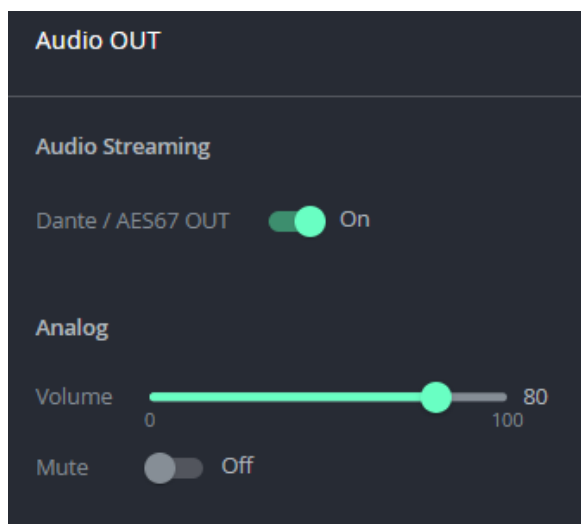 Audio OUT
Audio Streaming
Dante / AES67 OUT On
Analog
Volume 80
0 100
Mute Off